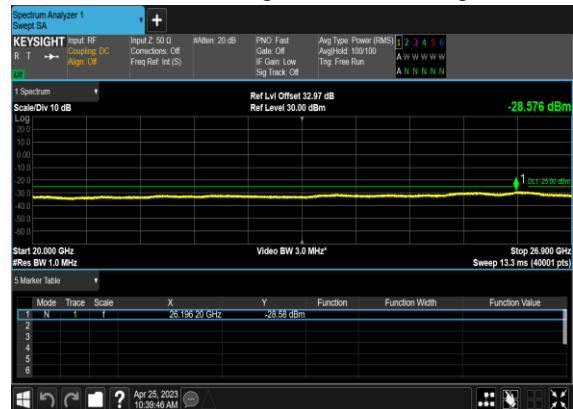 Spectrum Analyzer 1
Swept SA
+
KEYSIGHT Input: RF Input Z: 50 Ω #Atten: 20 dB PNO: Fast Avg Type: Power (RMS) 1 2 3 4 5 6
R T Coupling: DC Corrections: Off Gate: Off Avg|Hold: 100/100 A W W W W W
Align: Off Freq Ref: Int (S) IF Gain: Low Trig: Free Run
LW Sig Track: Off A N N N N N
1 Spectrum Ref Lvl Offset 32.97 dB
Scale/Div 10 dB Ref Level 30.00 dBm -28.576 dBm
Log
20.0
10.0
0.00
-10.0
-20.0 1 DL1 -25.00 dBm
-30.0
-40.0
-50.0
-60.0
Start 20.000 GHz Video BW 3.0 MHz* Stop 26.900 GHz
#Res BW 1.0 MHz Sweep 13.3 ms (40001 pts)
5 Marker Table
Mode Trace Scale X Y Function Function Width Function Value
1 N 1 f 26.196 20 GHz -28.58 dBm
2
3
4
5
6
? Apr 25, 2023
10:39:46 AM